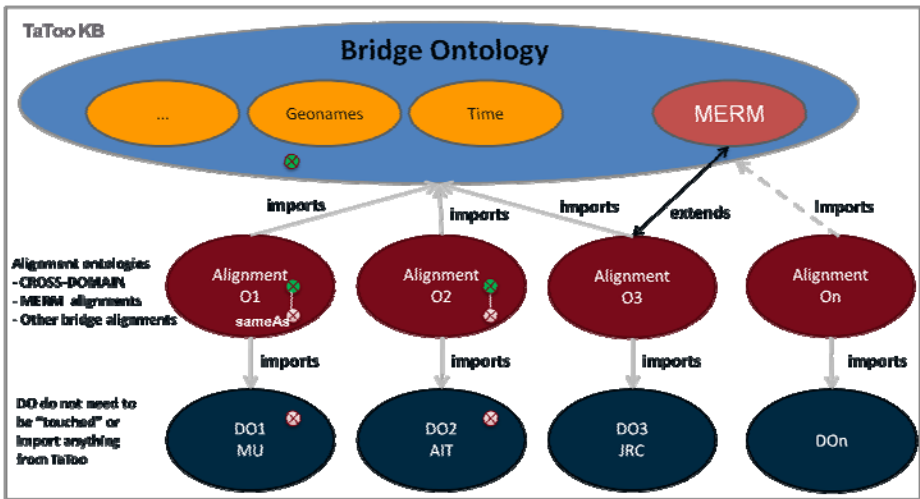 TaToo KB
Bridge Ontology
...
Geonames
Time
MERM
imports
imports
imports
extends
imports
Alignment ontologies
- CROSS-DOMAIN
- MERM alignments
- Other bridge alignments
Alignment
O1
sameAs
Alignment
O2
Alignment
O3
Alignment
On
imports
imports
imports
imports
DO do not need to
be "touched" or
import anything
from TaToo
DO1
MU
DO2
AIT
DO3
JRC
DOn